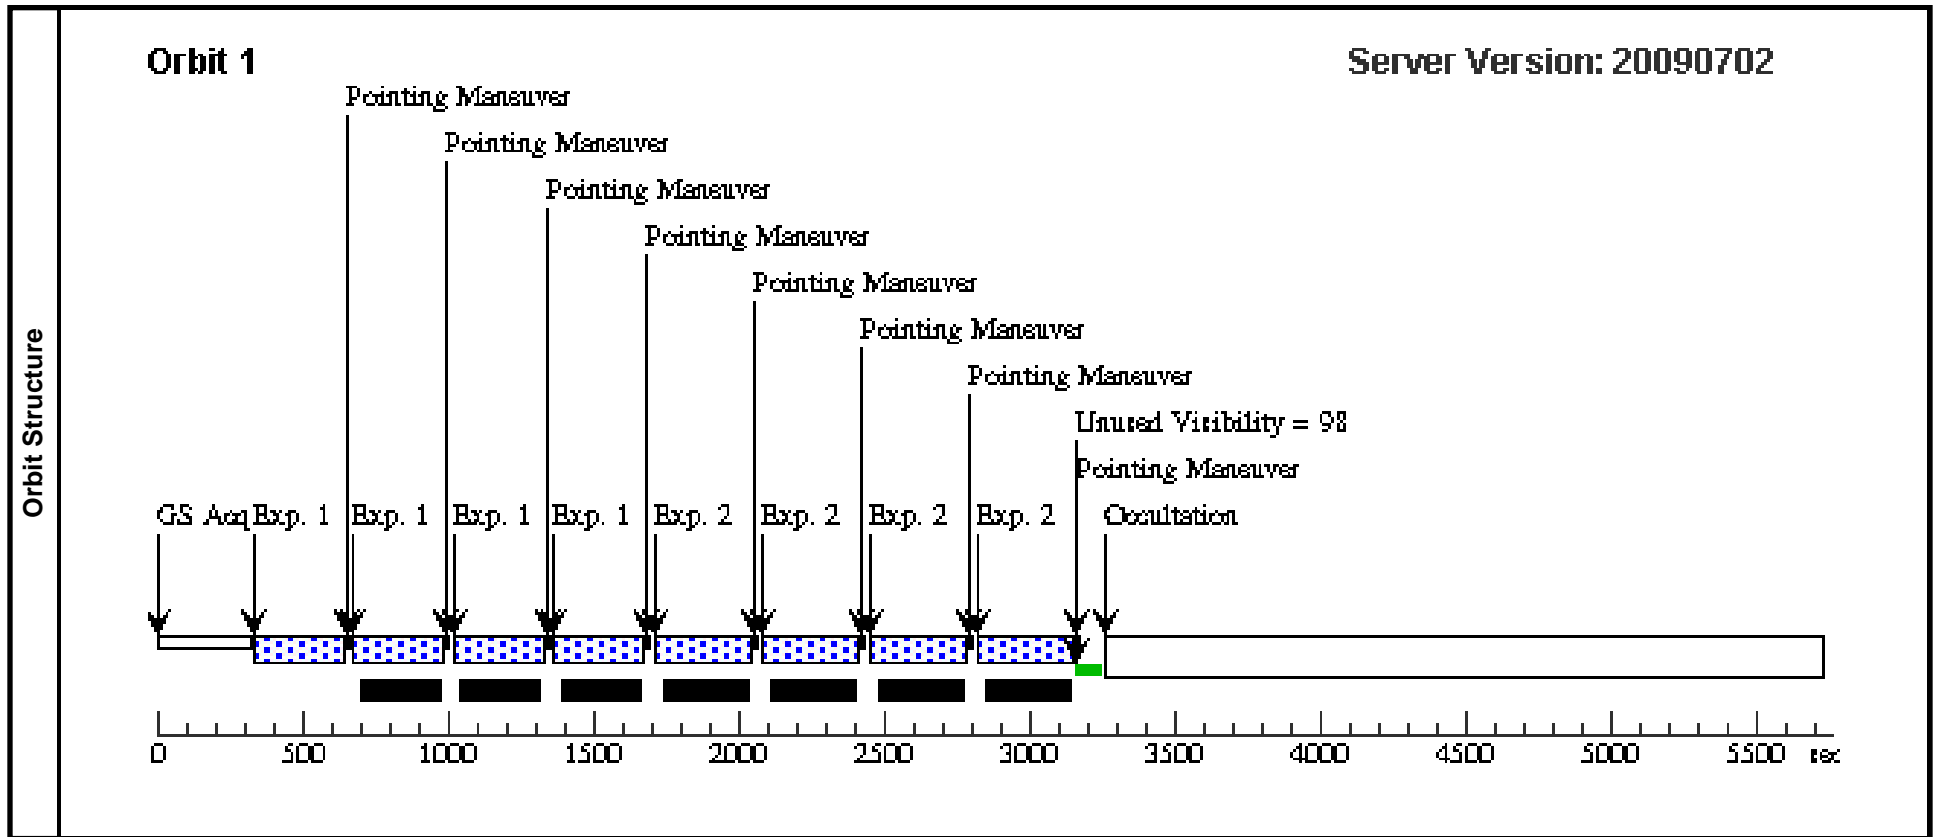 Orbit Structure
Orbit 1
Server Version: 20090702
Pointing Maneuver
Pointing Maneuver
Pointing Maneuver
Pointing Maneuver
Pointing Maneuver
Pointing Maneuver
Pointing Maneuver
Unused Visibility = 98
Pointing Maneuver
GS Acq Exp. 1 Exp. 1 Exp. 1 Exp. 1 Exp. 2 Exp. 2 Exp. 2 Exp. 2 Occultation
0 500 1000 1500 2000 2500 3000 3500 4000 4500 5000 5500 sec